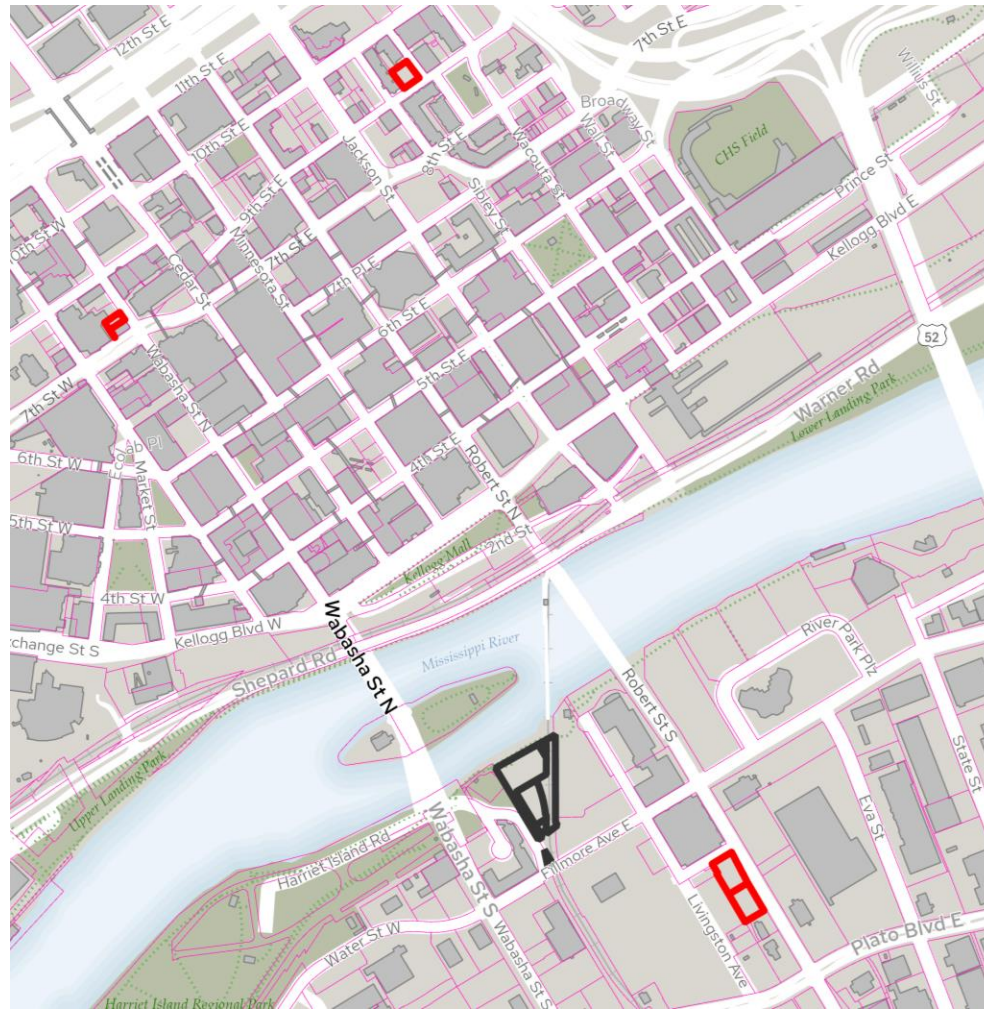 12th St E
7th St E
11th St E
Willius St
10th St E
Broadway St
Wall St
CHS Field
Jackson St
8th St E
Wacouta St
Prince St
9th St E
Sibley St
Kellogg Blvd E
10th St W
Minnesota St
7th St E
7th Pl E
Cedar St
6th St E
52
Wabasha St N
5th St E
Warner Rd
7th St W
Lower Landing Park
Ecolab Pl
4th St E
Robert St N
6th St W
Market St
5th St W
2nd St
Kellogg Mall
4th St W
Wabasha St N
Kellogg Blvd W
xchange St S
Mississippi River
River Park Plz
Shepard Rd
Robert St S
State St
Upper Landing Park
Eva St
Wabasha St S
Fillmore Ave E
Harriet Island Rd
Livingston Ave
Plato Blvd E
Water St W
Wabasha St S
Harriet Island Regional Park